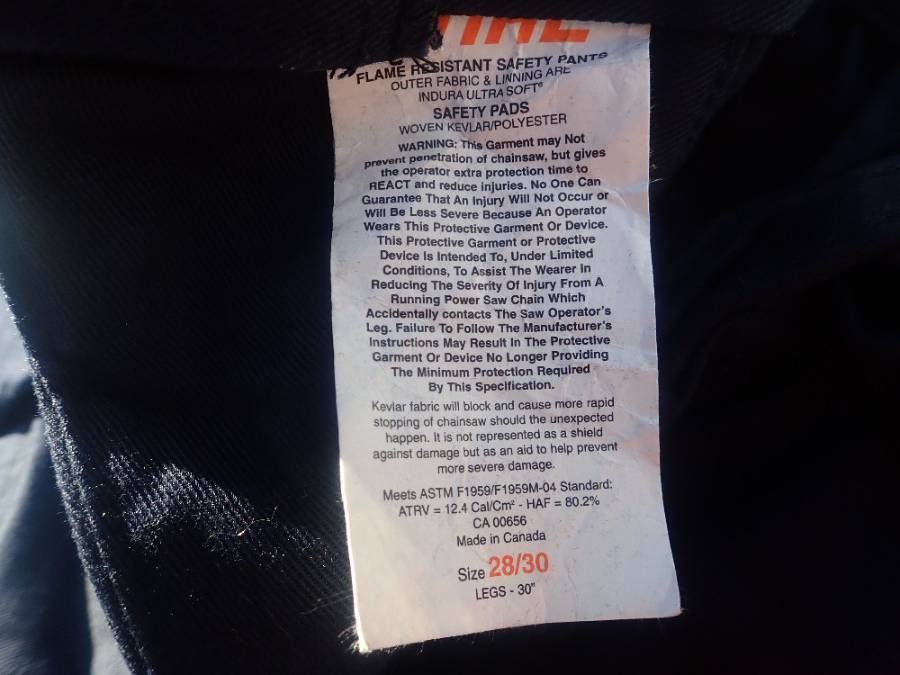 FLAME RESISTANT SAFETY PANTS
OUTER FABRIC & LINNING ARE
INDURA ULTRA SOFT®
SAFETY PADS
WOVEN KEVLAR/POLYESTER
WARNING: This Garment may Not
prevent penetration of chainsaw, but gives
the operator extra protection time to
REACT and reduce injuries. No One Can
Guarantee That An Injury Will Not Occur or
Will Be Less Severe Because An Operator
Wears This Protective Garment Or Device.
This Protective Garment or Protective
Device Is Intended To, Under Limited
Conditions, To Assist The Wearer In
Reducing The Severity Of Injury From A
Running Power Saw Chain Which
Accidentally contacts The Saw Operator's
Leg. Failure To Follow The Manufacturer's
Instructions May Result In The Protective
Garment Or Device No Longer Providing
The Minimum Protection Required
By This Specification.
Kevlar fabric will block and cause more rapid
stopping of chainsaw should the unexpected
happen. It is not represented as a shield
against damage but as an aid to help prevent
more severe damage.
Meets ASTM F1959/F1959M-04 Standard:
ATRV = 12.4 Cal/Cm² - HAF = 80.2%
CA 00656
Made in Canada
Size 28/30
LEGS - 30"